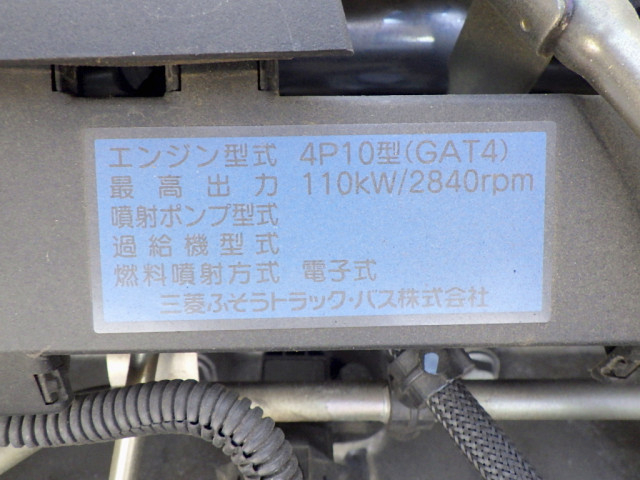 エンジン型式 4P10型(GAT4)
最高出力 110kW/2840rpm
噴射ポンプ型式
過給機型式
燃料噴射方式 電子式
三菱ふそうトラック・バス株式会社